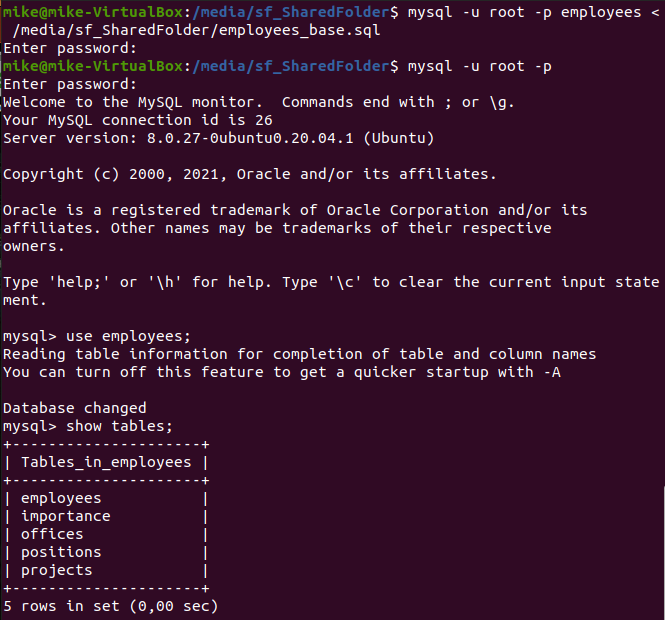 mike@mike-VirtualBox:/media/sf_SharedFolder$ mysql -u root -p employees <
 /media/sf_SharedFolder/employees_base.sql
Enter password:
mike@mike-VirtualBox:/media/sf_SharedFolder$ mysql -u root -p
Enter password:
Welcome to the MySQL monitor.  Commands end with ; or \g.
Your MySQL connection id is 26
Server version: 8.0.27-0ubuntu0.20.04.1 (Ubuntu)

Copyright (c) 2000, 2021, Oracle and/or its affiliates.

Oracle is a registered trademark of Oracle Corporation and/or its
affiliates. Other names may be trademarks of their respective
owners.

Type 'help;' or '\h' for help. Type '\c' to clear the current input state
ment.

mysql> use employees;
Reading table information for completion of table and column names
You can turn off this feature to get a quicker startup with -A

Database changed
mysql> show tables;
+---------------------+
| Tables_in_employees |
+---------------------+
| employees           |
| importance          |
| offices             |
| positions           |
| projects            |
+---------------------+
5 rows in set (0,00 sec)